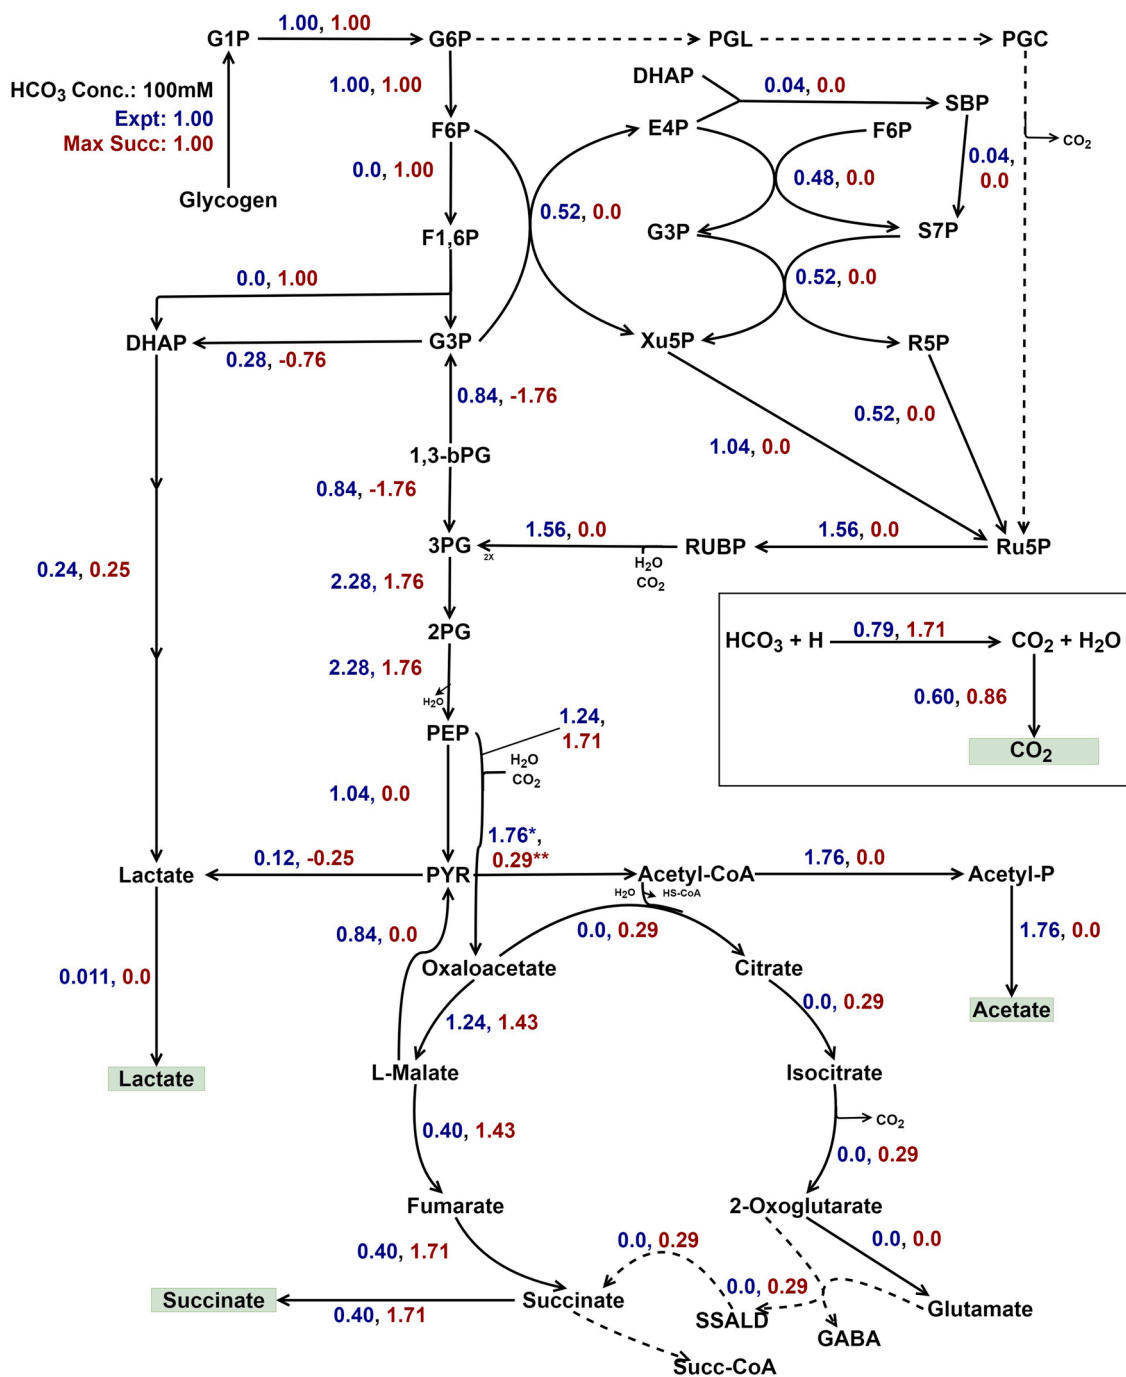 1.00, 1.00
G1P
G6P
PGL
PGC
HCO₃ Conc.: 100mM
Expt: 1.00
Max Succ: 1.00
Glycogen
1.00, 1.00
DHAP
0.04, 0.0
SBP
F6P
E4P
F6P
CO₂
0.0, 1.00
0.48, 0.0
0.04,
0.0
0.52, 0.0
F1,6P
G3P
S7P
0.0, 1.00
0.52, 0.0
DHAP
G3P
Xu5P
R5P
0.28, -0.76
0.84, -1.76
0.52, 0.0
1.04, 0.0
1,3-bPG
0.84, -1.76
1.56, 0.0
1.56, 0.0
3PG
2X
RUBP
Ru5P
H₂O
CO₂
0.24, 0.25
2.28, 1.76
2PG
HCO₃ + H
0.79, 1.71
CO₂ + H₂O
2.28, 1.76
H₂O
0.60, 0.86
CO₂
PEP
1.24,
1.71
H₂O
CO₂
1.04, 0.0
1.76*,
0.29**
Lactate
0.12, -0.25
PYR
Acetyl-CoA
1.76, 0.0
Acetyl-P
H₂O
HS-CoA
0.84, 0.0
0.0, 0.29
1.76, 0.0
0.011, 0.0
Oxaloacetate
Citrate
Acetate
1.24, 1.43
0.0, 0.29
Lactate
L-Malate
Isocitrate
CO₂
0.40, 1.43
0.0, 0.29
Fumarate
2-Oxoglutarate
0.40, 1.71
0.0, 0.29
0.0, 0.0
0.0, 0.29
Succinate
Succinate
0.40, 1.71
SSALD
Glutamate
GABA
Succ-CoA